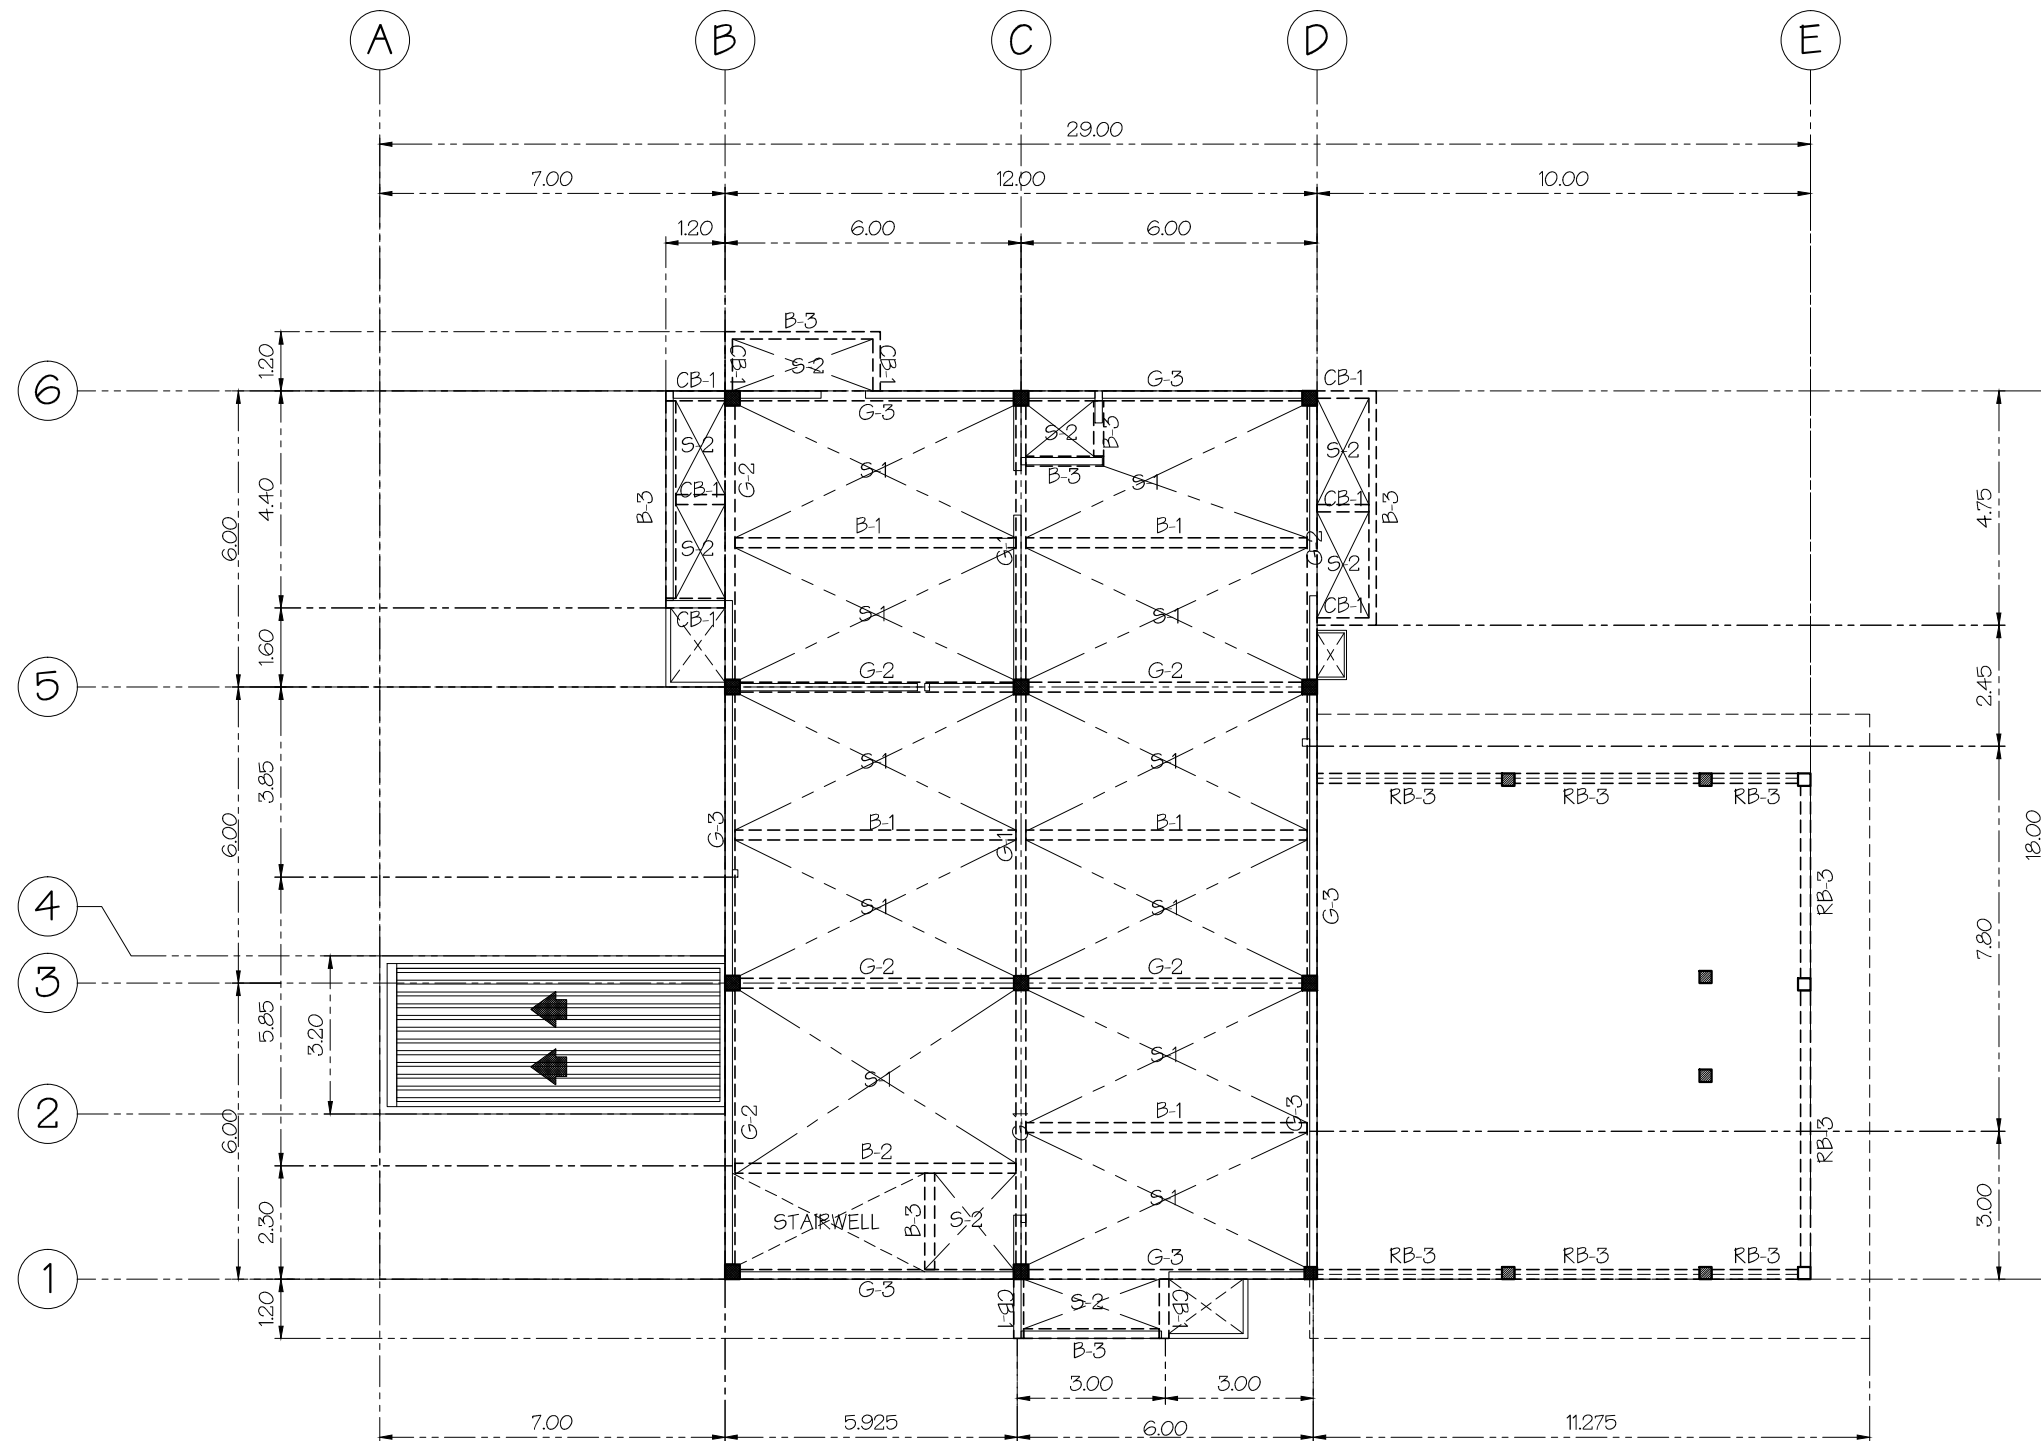 A
B
C
D
E
29.00
7.00
12.00
10.00
1.20
6.00
6.00
B-3
1.20
CB-1
S-2
CB-1
6
CB-1
G-3
CB-1
G-3
S-2
S-2
B-3
S-2
4.40
B-3
CB-1
G-2
S-1
B-3
S-1
CB-1
B-3
4.75
6.00
B-1
B-1
S-2
G-1
G-2
S-2
1.60
CB-1
S-1
S-1
CB-1
5
G-2
G-2
2.45
S-1
S-1
3.85
RB-3
RB-3
RB-3
6.00
G-3
B-1
G-1
B-1
18.00
4
S-1
S-1
G-3
RB-3
7.80
3
G-2
G-2
5.85
3.20
S-1
S-1
2
6.00
G-2
G-1
B-1
G-3
RB-3
B-2
2.30
STAIRWELL
B-3
S-2
S-1
3.00
1
G-3
G-3
RB-3
RB-3
RB-3
1.20
CB-1
S-2
CB-1
B-3
3.00
3.00
7.00
5.925
6.00
11.275